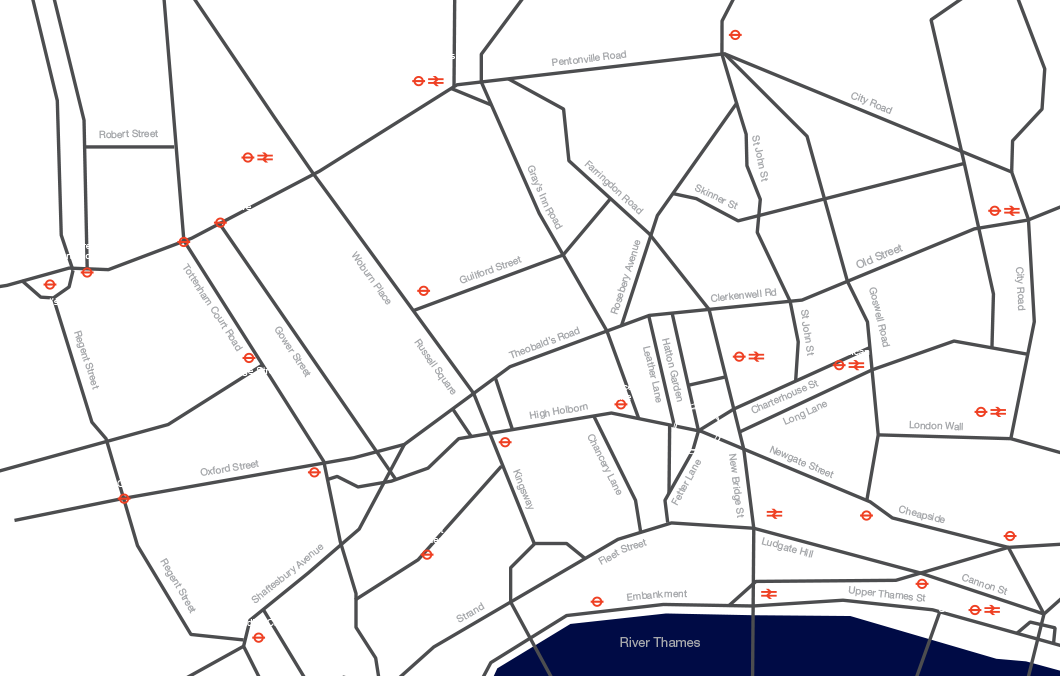 Pentonville Road
City Road
Robert Street
St John St
Gray's Inn Road
Farringdon Road
Skinner St
Old Street
Guilford Street
Woburn Place
Rosebery Avenue
Tottenham Court Road
Clerkenwell Rd
Goswell Road
City Road
Gower Street
Theobald's Road
St John St
Regent Street
Russell Square
Leather Lane
Hatton Garden
Charterhouse St
Long Lane
High Holborn
London Wall
Oxford Street
Chancery Lane
Newgate Street
Kingsway
Fetter Lane
New Bridge St
Cheapside
Fleet Street
Ludgate Hill
Shaftesbury Avenue
Regent Street
Cannon St
Embankment
Upper Thames St
Strand
River Thames